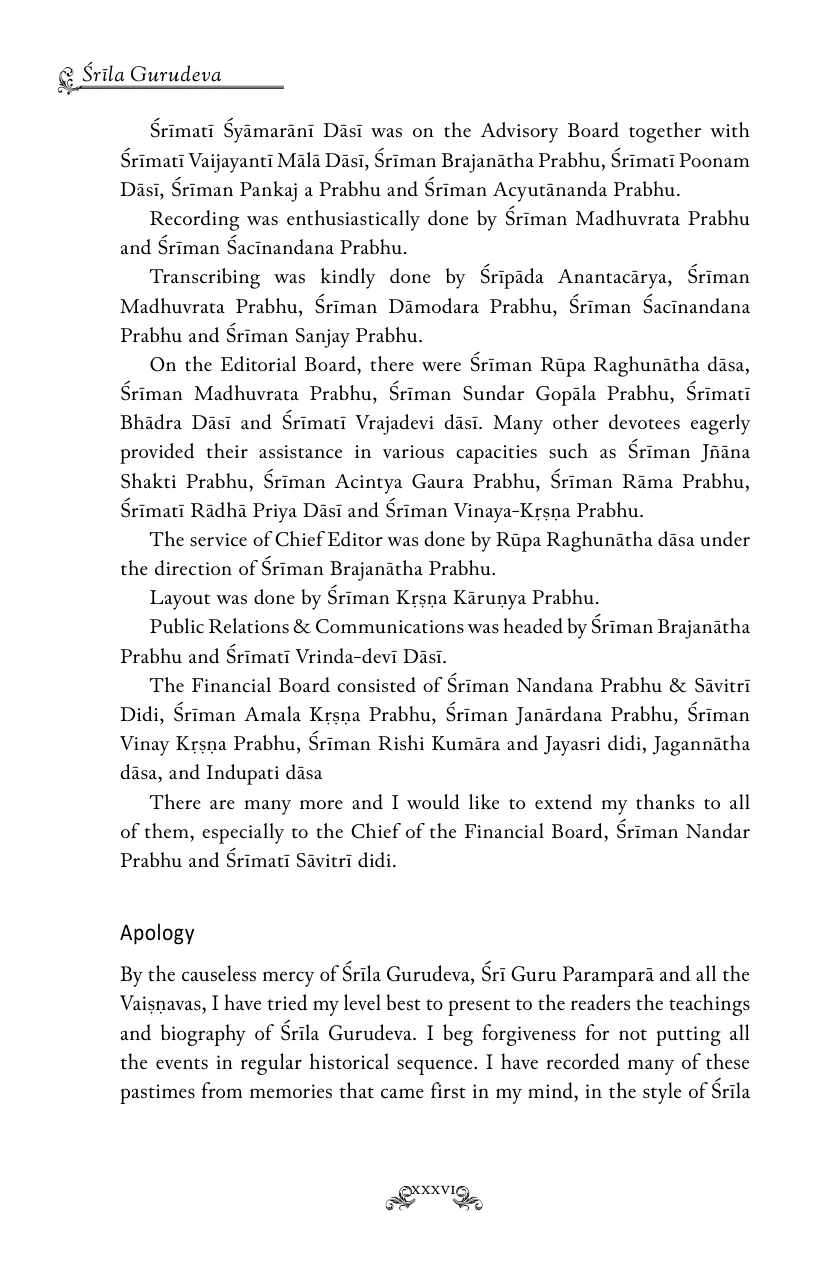 Śrīla Gurudeva
Śrīmatī Śyāmarānī Dāsī was on the Advisory Board together with
Śrīmatī Vaijayantī Mālā Dāsī, Śrīman Brajanātha Prabhu, Śrīmatī Poonam
Dāsī, Śrīman Pankaj a Prabhu and Śrīman Acyutānanda Prabhu.
Recording was enthusiastically done by Śrīman Madhuvrata Prabhu
and Śrīman Śacīnandana Prabhu.
Transcribing was kindly done by Śrīpāda Anantacārya, Śrīman
Madhuvrata Prabhu, Śrīman Dāmodara Prabhu, Śrīman Śacīnandana
Prabhu and Śrīman Sanjay Prabhu.
On the Editorial Board, there were Śrīman Rūpa Raghunātha dāsa,
Śrīman Madhuvrata Prabhu, Śrīman Sundar Gopāla Prabhu, Śrīmatī
Bhādra Dāsī and Śrīmatī Vrajadevi dāsī. Many other devotees eagerly
provided their assistance in various capacities such as Śrīman Jñāna
Shakti Prabhu, Śrīman Acintya Gaura Prabhu, Śrīman Rāma Prabhu,
Śrīmatī Rādhā Priya Dāsī and Śrīman Vinaya-Kṛṣṇa Prabhu.
The service of Chief Editor was done by Rūpa Raghunātha dāsa under
the direction of Śrīman Brajanātha Prabhu.
Layout was done by Śrīman Kṛṣṇa Kāruṇya Prabhu.
Public Relations & Communications was headed by Śrīman Brajanātha
Prabhu and Śrīmatī Vrinda-devī Dāsī.
The Financial Board consisted of Śrīman Nandana Prabhu & Sāvitrī
Didi, Śrīman Amala Kṛṣṇa Prabhu, Śrīman Janārdana Prabhu, Śrīman
Vinay Kṛṣṇa Prabhu, Śrīman Rishi Kumāra and Jayasri didi, Jagannātha
dāsa, and Indupati dāsa
There are many more and I would like to extend my thanks to all
of them, especially to the Chief of the Financial Board, Śrīman Nandar
Prabhu and Śrīmatī Sāvitrī didi.
Apology
By the causeless mercy of Śrīla Gurudeva, Śrī Guru Paramparā and all the
Vaiṣṇavas, I have tried my level best to present to the readers the teachings
and biography of Śrīla Gurudeva. I beg forgiveness for not putting all
the events in regular historical sequence. I have recorded many of these
pastimes from memories that came first in my mind, in the style of Śrīla
XXXVI